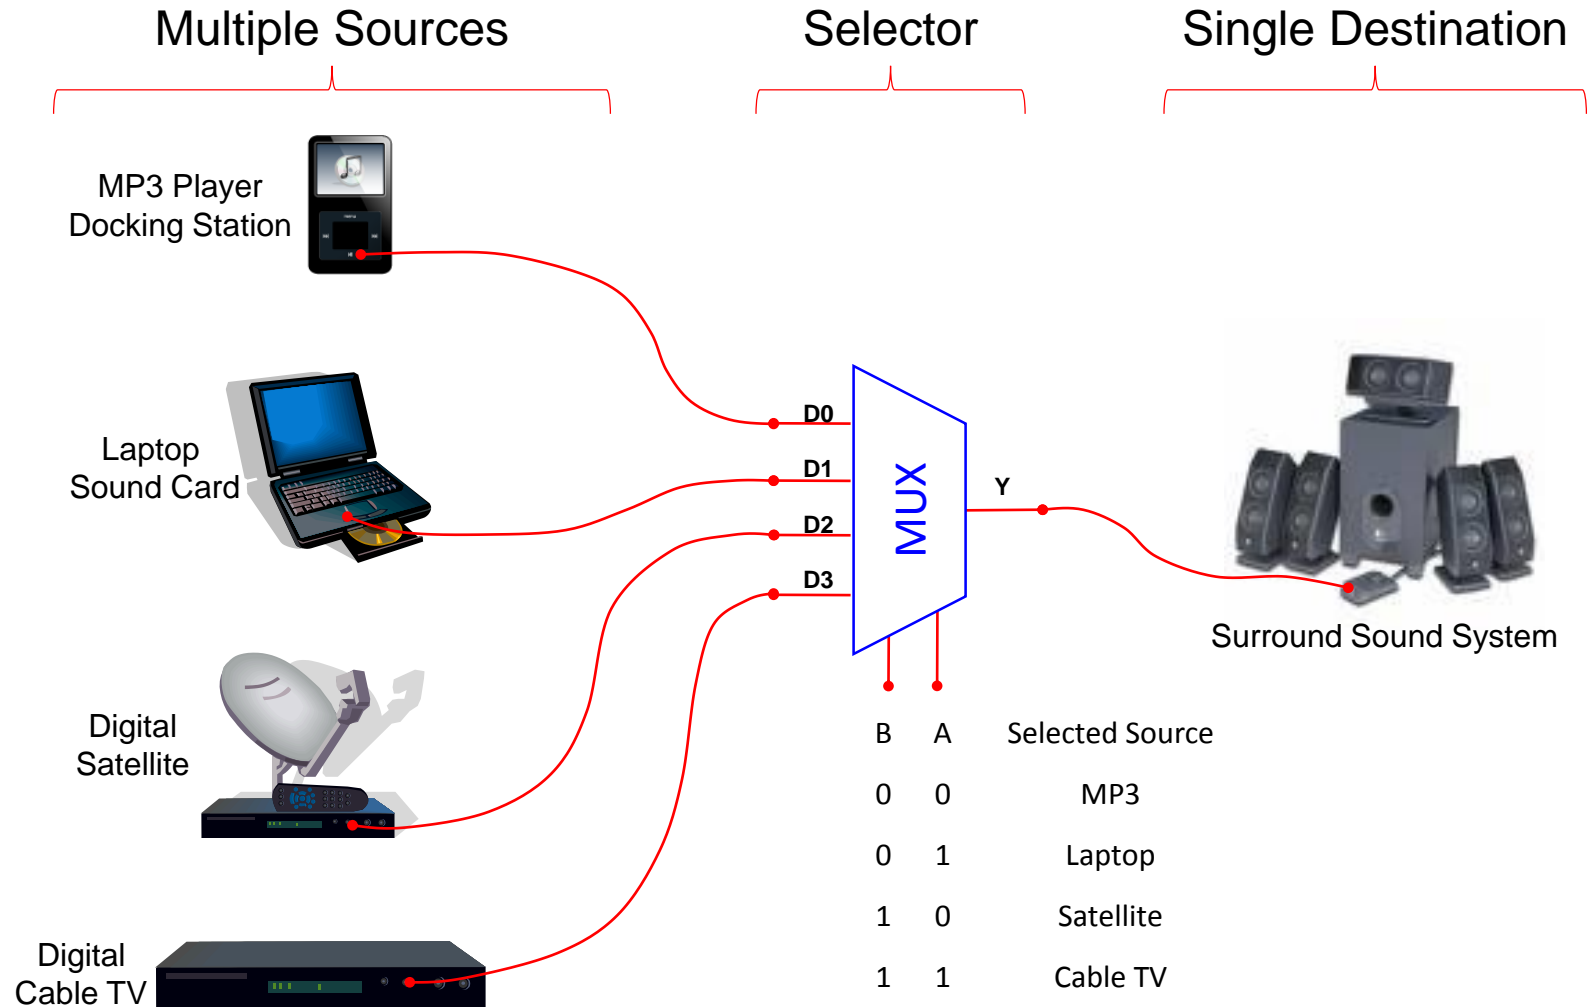 Multiple Sources
Selector
Single Destination
MP3 Player
Docking Station
Laptop
Sound Card
Digital
Satellite
Digital
Cable TV
D0
D1
D2
D3
MUX
Y
Surround Sound System
B A Selected Source
0 0 MP3
0 1 Laptop
1 0 Satellite
1 1 Cable TV